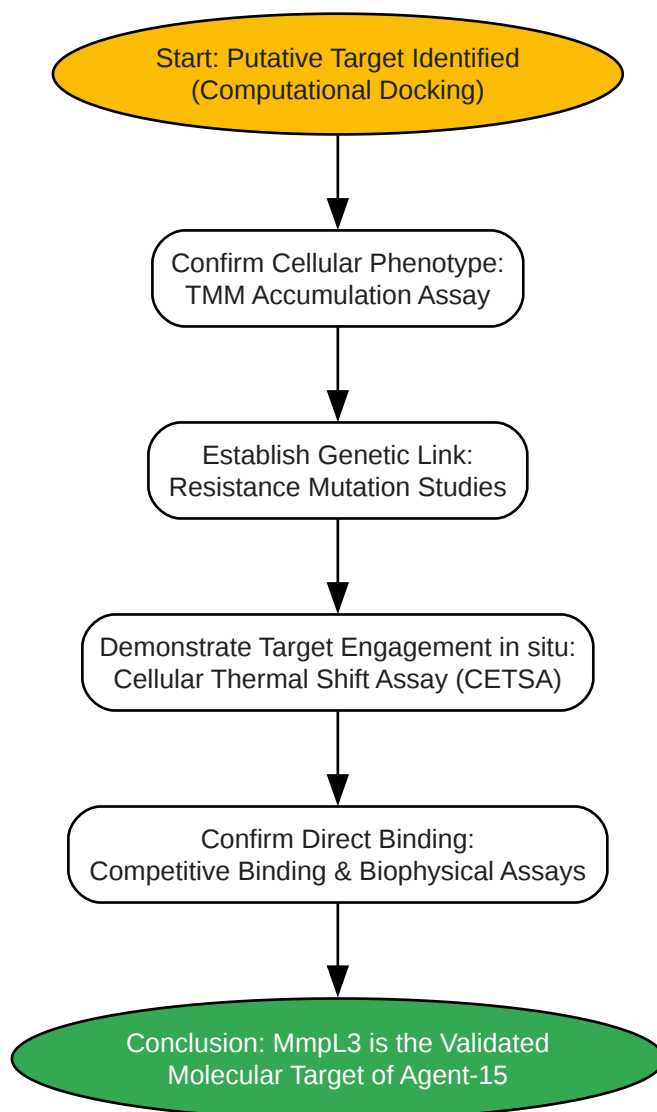 Start: Putative Target Identified
(Computational Docking)
Confirm Cellular Phenotype:
TMM Accumulation Assay
Establish Genetic Link:
Resistance Mutation Studies
Demonstrate Target Engagement in situ:
Cellular Thermal Shift Assay (CETSA)
Confirm Direct Binding:
Competitive Binding & Biophysical Assays
Conclusion: MmpL3 is the Validated
Molecular Target of Agent-15